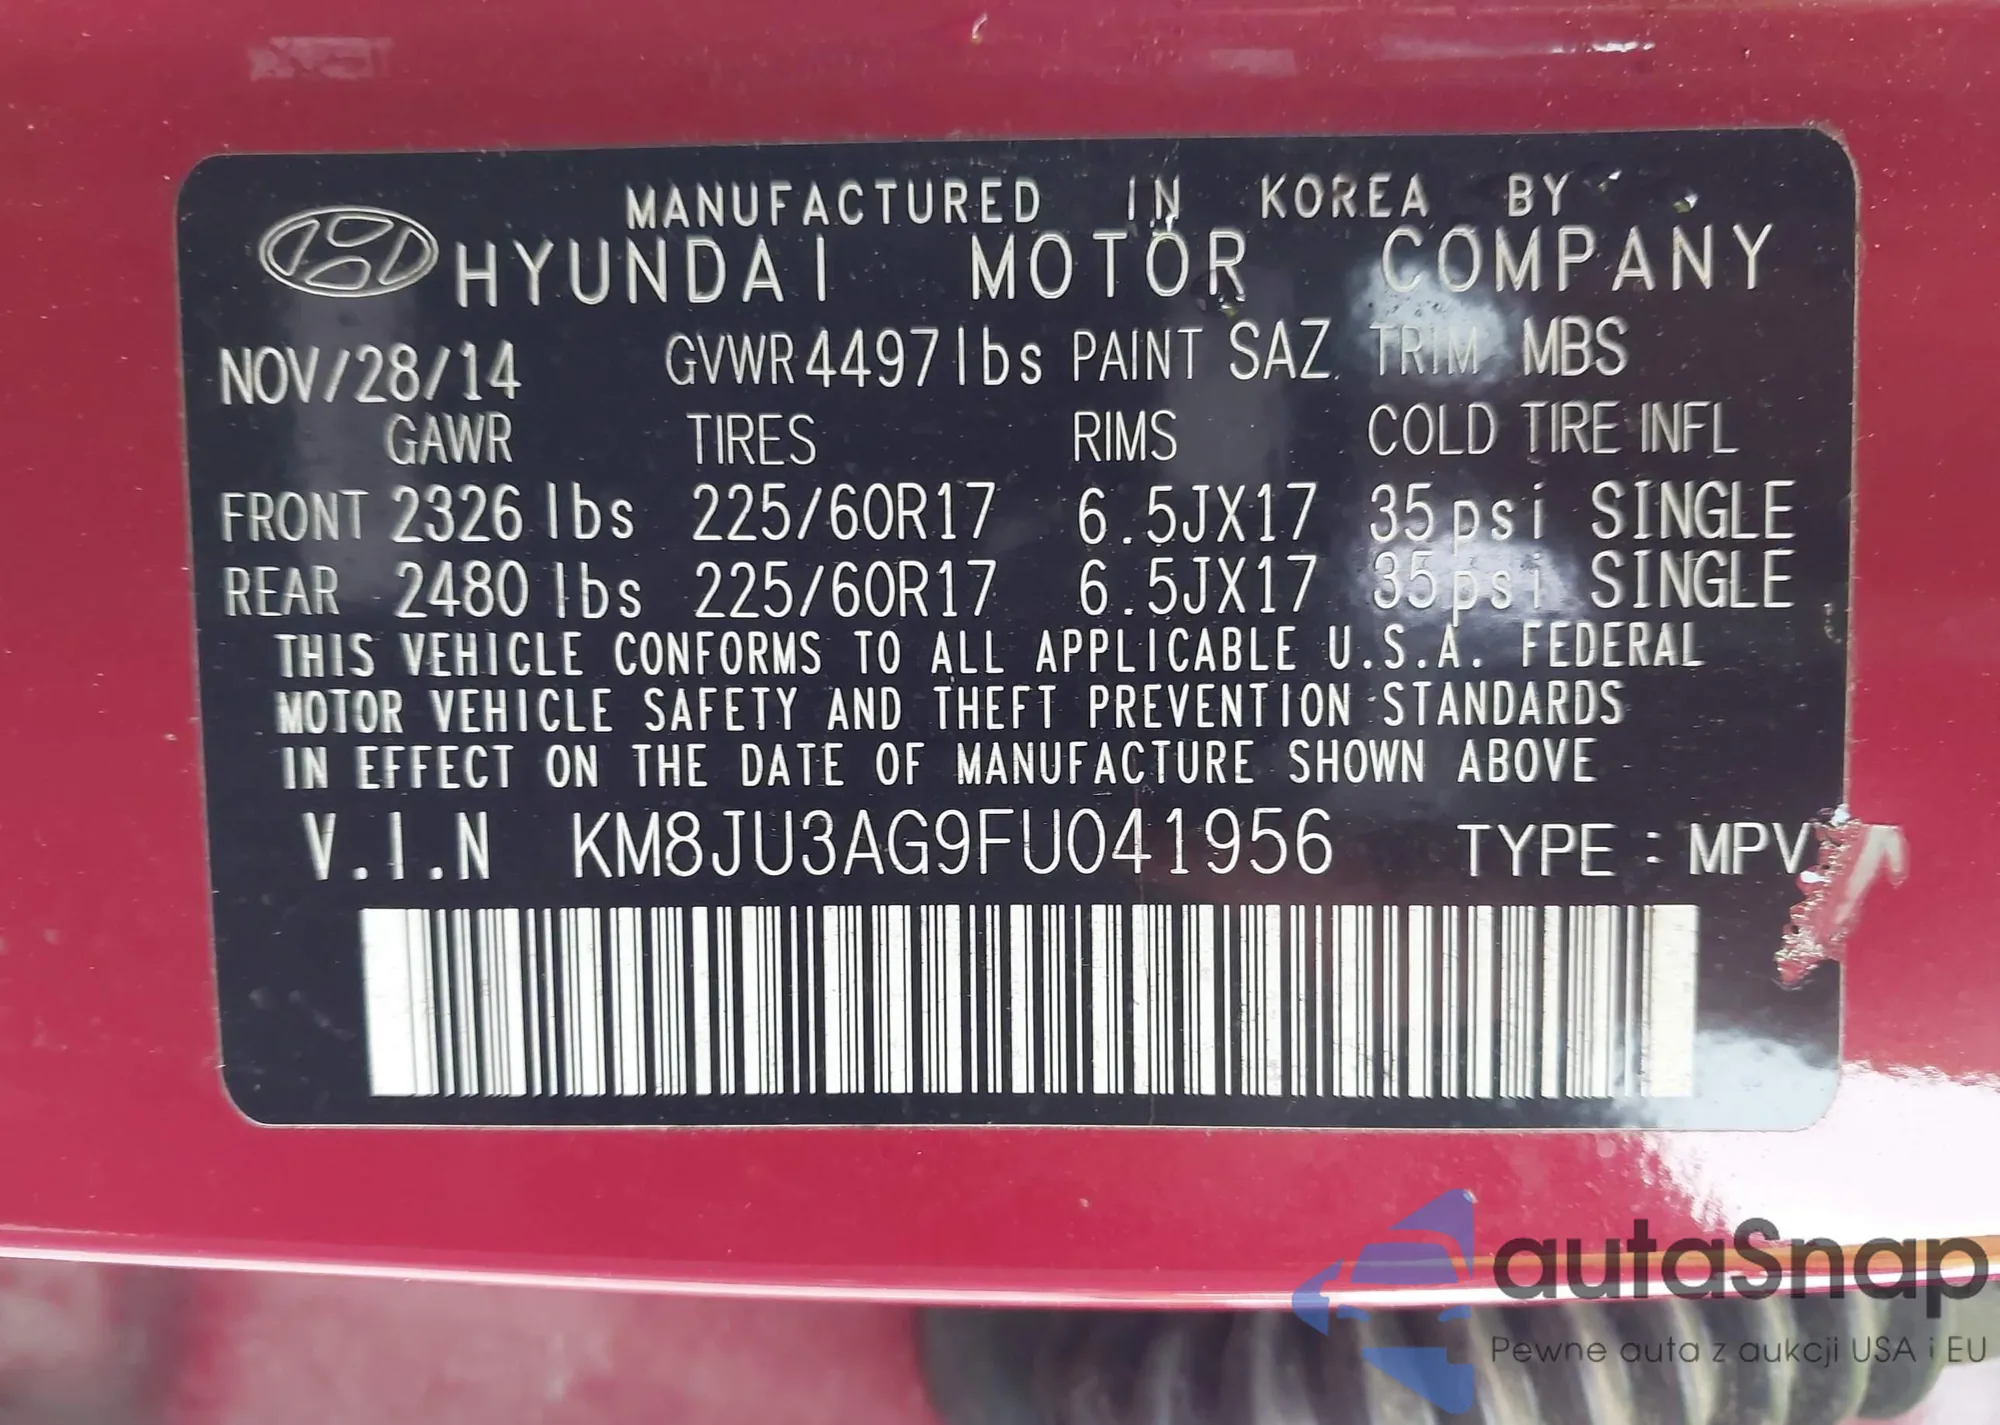 MANUFACTURED IN KOREA BY
HYUNDAI MOTOR COMPANY
NOV/28/14 GVWR 4497lbs PAINT SAZ TRIM MBS
GAWR TIRES RIMS COLD TIRE INFL
FRONT 2326 lbs 225/60R17 6.5JX17 35psi SINGLE
REAR 2480 lbs 225/60R17 6.5JX17 35psi SINGLE
THIS VEHICLE CONFORMS TO ALL APPLICABLE U.S.A. FEDERAL
MOTOR VEHICLE SAFETY AND THEFT PREVENTION STANDARDS
IN EFFECT ON THE DATE OF MANUFACTURE SHOWN ABOVE
V.I.N KM8JU3AG9FU041956 TYPE : MPV
autaSnap
Pewne auta z aukcji USA i EU